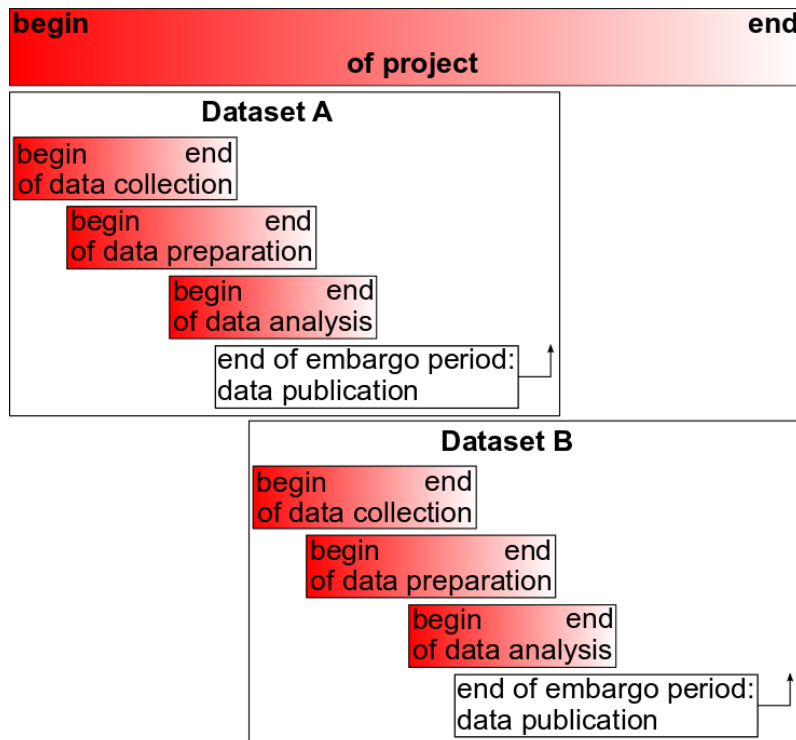 begin end
of project
Dataset A
begin end
of data collection
begin end
of data preparation
begin end
of data analysis
end of embargo period:
data publication
Dataset B
begin end
of data collection
begin end
of data preparation
begin end
of data analysis
end of embargo period:
data publication